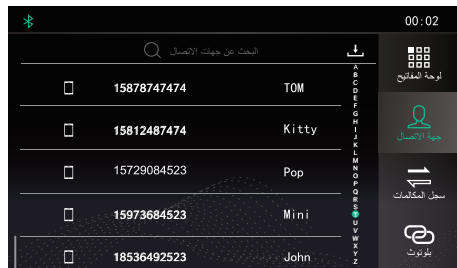 00:02
البحث عن جهات الاتصال
15878747474 TOM
15812487474 Kitty
15729084523 Pop
15973684523 Mini
18536492523 John
A
B
C
D
E
F
G
H
I
J
K
L
M
N
O
P
Q
R
S
T
U
V
W
X
Y
Z
لوحة المفاتيح
جهة الاتصال
سجل المكالمات
بلوتوث